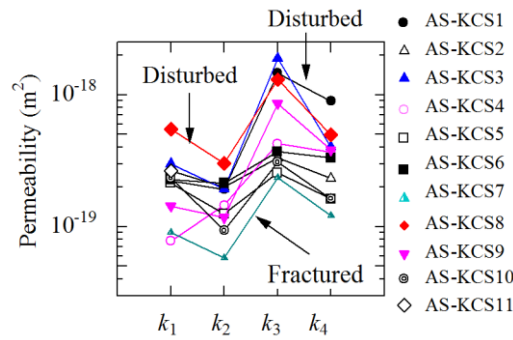 Disturbed
Disturbed
Fractured
Permeability (m²)
10⁻¹⁸
10⁻¹⁹
k₁ k₂ k₃ k₄
AS-KCS1
AS-KCS2
AS-KCS3
AS-KCS4
AS-KCS5
AS-KCS6
AS-KCS7
AS-KCS8
AS-KCS9
AS-KCS10
AS-KCS11